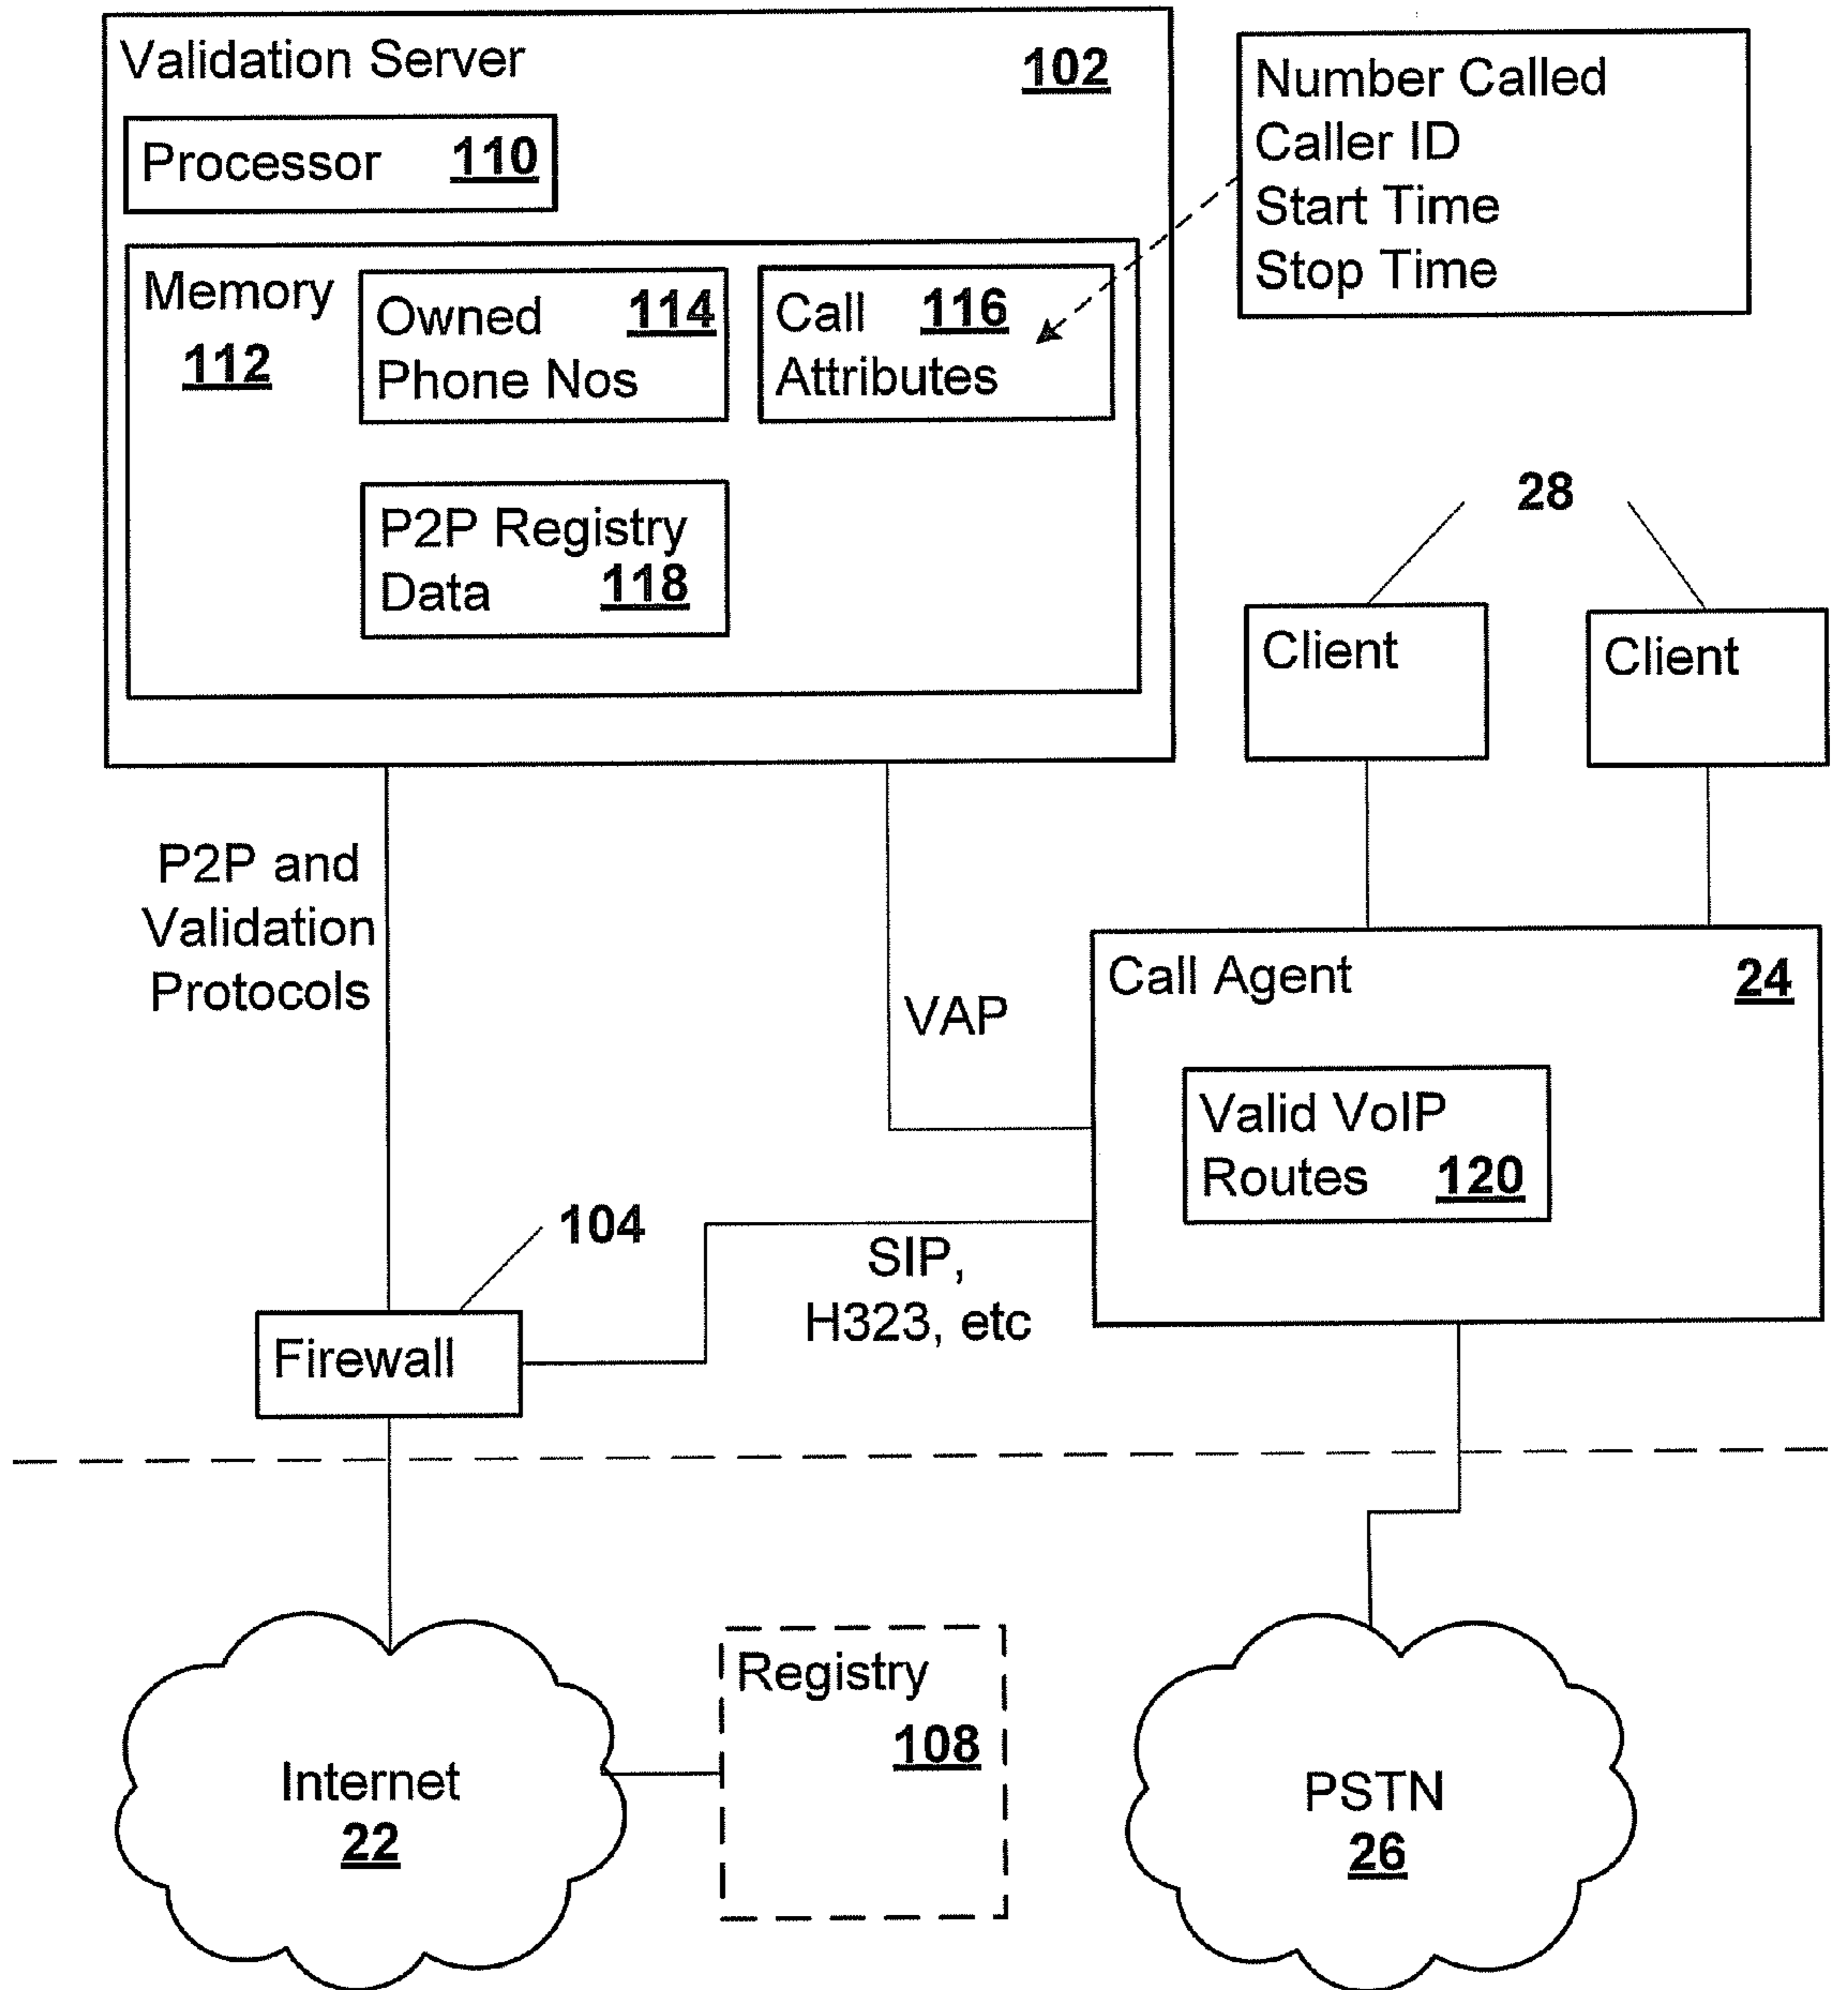 Validation Server 102
Processor 110
Memory
112
Owned 114
Phone Nos
Call 116
Attributes
P2P Registry
Data 118
Number Called
Caller ID
Start Time
Stop Time
28
Client
Client
P2P and
Validation
Protocols
VAP
Call Agent 24
Valid VoIP
Routes 120
104
SIP,
H323, etc
Firewall
Registry
108
Internet
22
PSTN
26